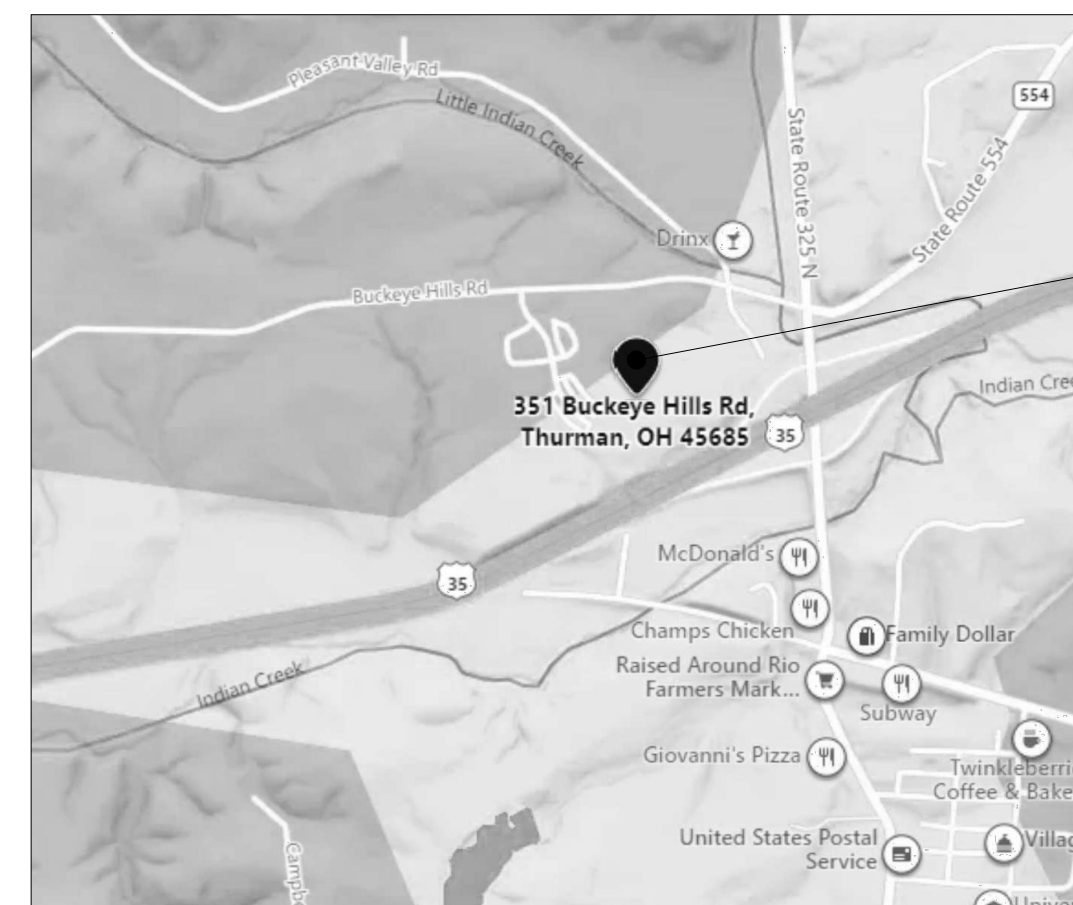 Pleasant Valley Rd
Little Indian Creek
554
State Route 325 N
State Route 554
Drinx
Buckeye Hills Rd
351 Buckeye Hills Rd,
Thurman, OH 45685
35
Indian Cree
McDonald's
35
Champs Chicken
Family Dollar
Raised Around Rio
Farmers Mark...
Indian Creek
Subway
Giovanni's Pizza
Twinkleberri
Coffee & Bake
United States Postal
Service
Villag
Campb
Univer